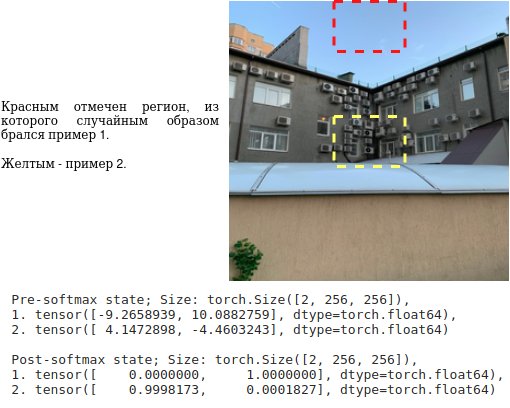 Красным отмечен регион, из
которого случайным образом
брался пример 1.
Желтым - пример 2.
Pre-softmax state; Size: torch.Size([2, 256, 256]),
1. tensor([-9.2658939, 10.0882759], dtype=torch.float64),
2. tensor([ 4.1472898, -4.4603243], dtype=torch.float64)
Post-softmax state; Size: torch.Size([2, 256, 256]),
1. tensor([    0.0000000,     1.0000000], dtype=torch.float64),
2. tensor([    0.9998173,     0.0001827], dtype=torch.float64)